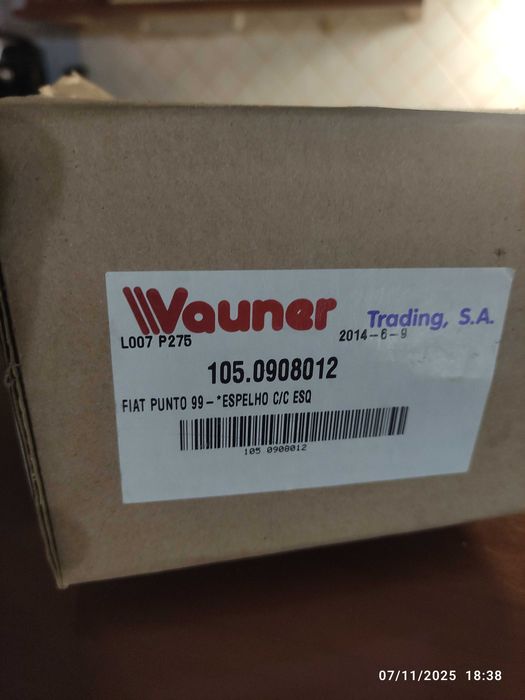 Vauner Trading, S.A.
L007 P275 2014-6-9
105.0908012
FIAT PUNTO 99-*ESPELHO C/C ESQ
105 0908012
07/11/2025 18:38